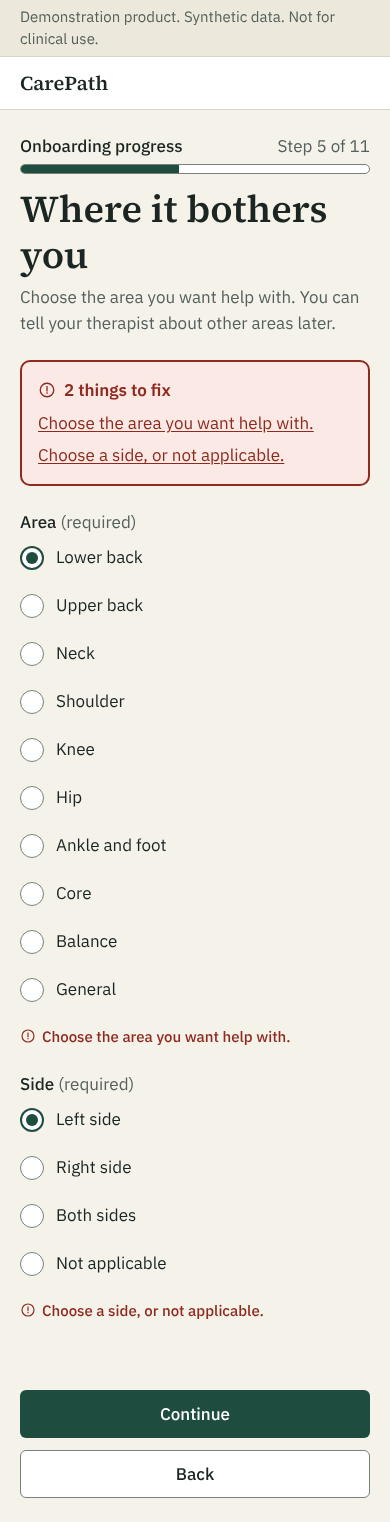 Demonstration product. Synthetic data. Not for
clinical use.
CarePath
Onboarding progress
Step 5 of 11
Where it bothers
you
Choose the area you want help with. You can
tell your therapist about other areas later.
2 things to fix
Choose the area you want help with.
Choose a side, or not applicable.
Area (required)
Lower back
Upper back
Neck
Shoulder
Knee
Hip
Ankle and foot
Core
Balance
General
Choose the area you want help with.
Side (required)
Left side
Right side
Both sides
Not applicable
Choose a side, or not applicable.
Continue
Back